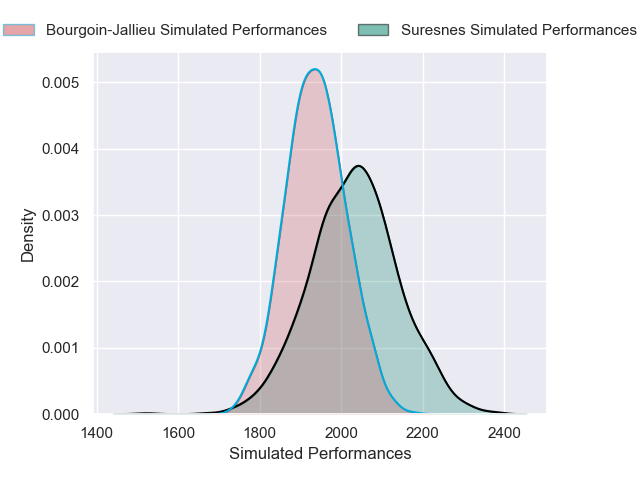 Bourgoin-Jallieu Simulated Performances Suresnes Simulated Performances
0.005
0.004
0.003
0.002
0.001
0.000
Density
1400 1600 1800 2000 2200 2400
Simulated Performances